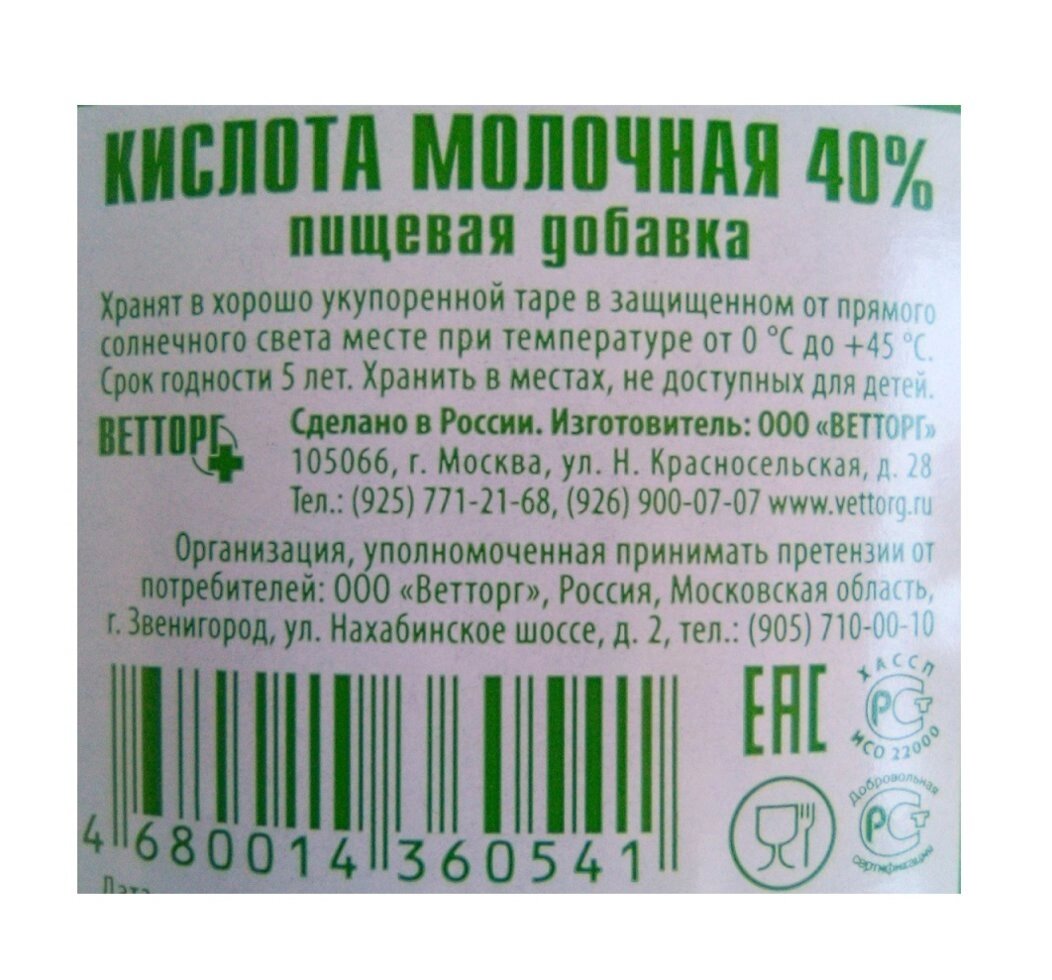 КИСЛОТА МОЛОЧНАЯ 40%
пищевая добавка
Хранят в хорошо укупоренной таре в защищенном от прямого
солнечного света месте при температуре от 0 °С до +45 °С.
Срок годности 5 лет. Хранить в местах, не доступных для детей.
ВЕТТОРГ
Сделано в России. Изготовитель: ООО «ВЕТТОРГ»
105066, г. Москва, ул. Н. Красносельская, д. 28
Тел.: (925) 771-21-68, (926) 900-07-07 www.vettorg.ru
Организация, уполномоченная принимать претензии от
потребителей: ООО «Ветторг», Россия, Московская область,
г. Звенигород, ул. Нахабинское шоссе, д. 2, тел.: (905) 710-00-10
ЕАС
ХАССП
РСТ
ИСО 22000
Добровольная
РСТ
сертификация
4 680014 360541
Дата